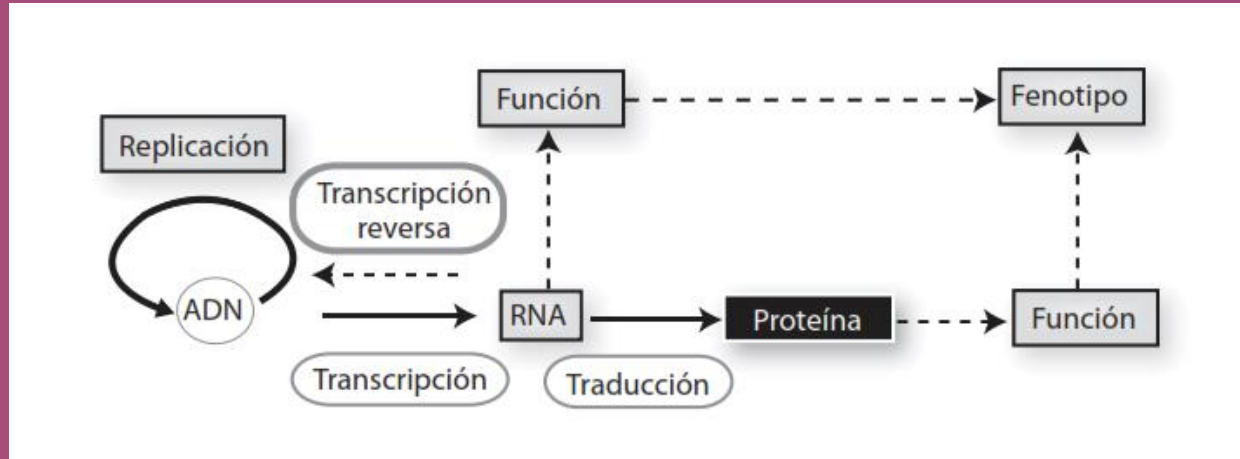 Función
Fenotipo
Replicación
Transcripción
reversa
ADN
RNA
Proteína
Función
Transcripción
Traducción